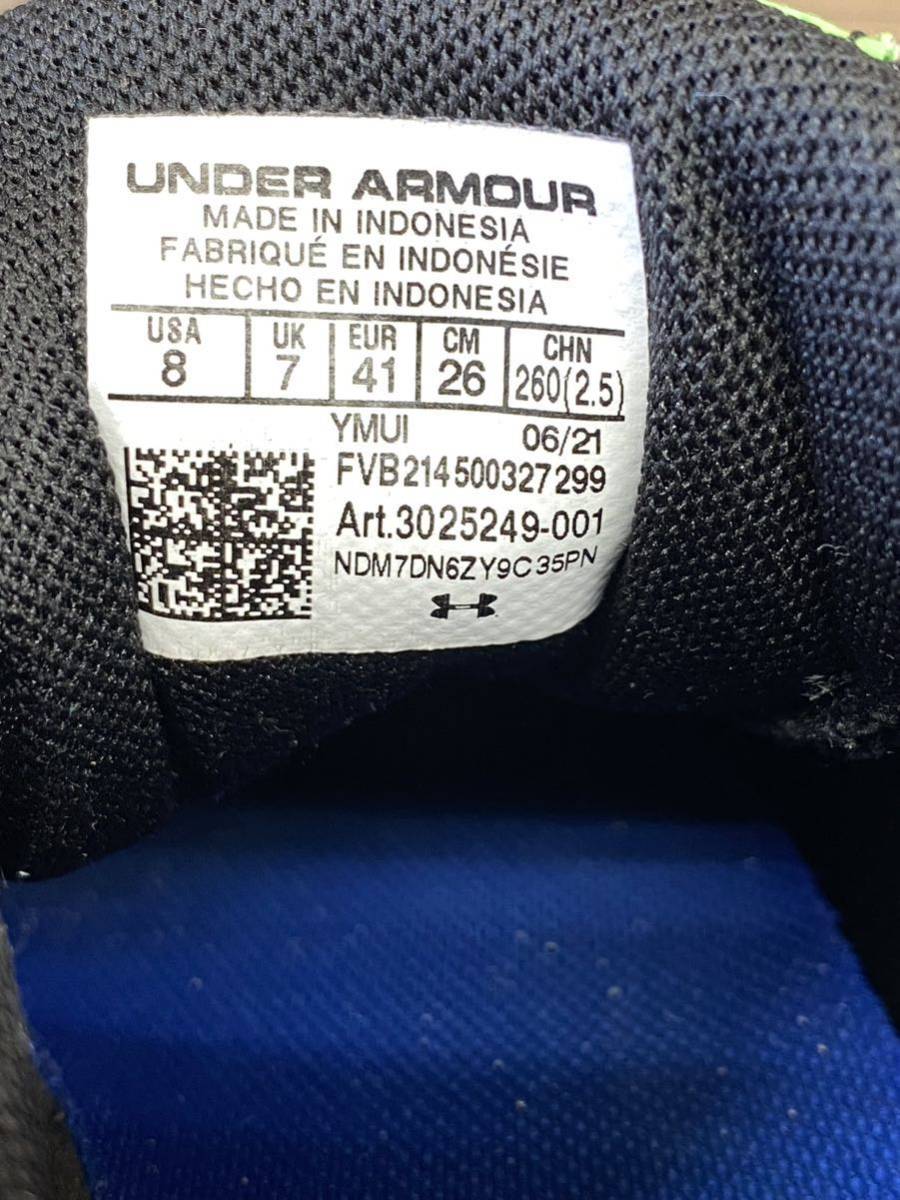 UNDER ARMOUR
MADE IN INDONESIA
FABRIQUÉ EN INDONÉSIE
HECHO EN INDONESIA
USA UK EUR CM CHN
8 7 41 26 260(2.5)
YMUI 06/21
FVB214500327299
Art.3025249-001
NDM7DN6ZY9C35PN